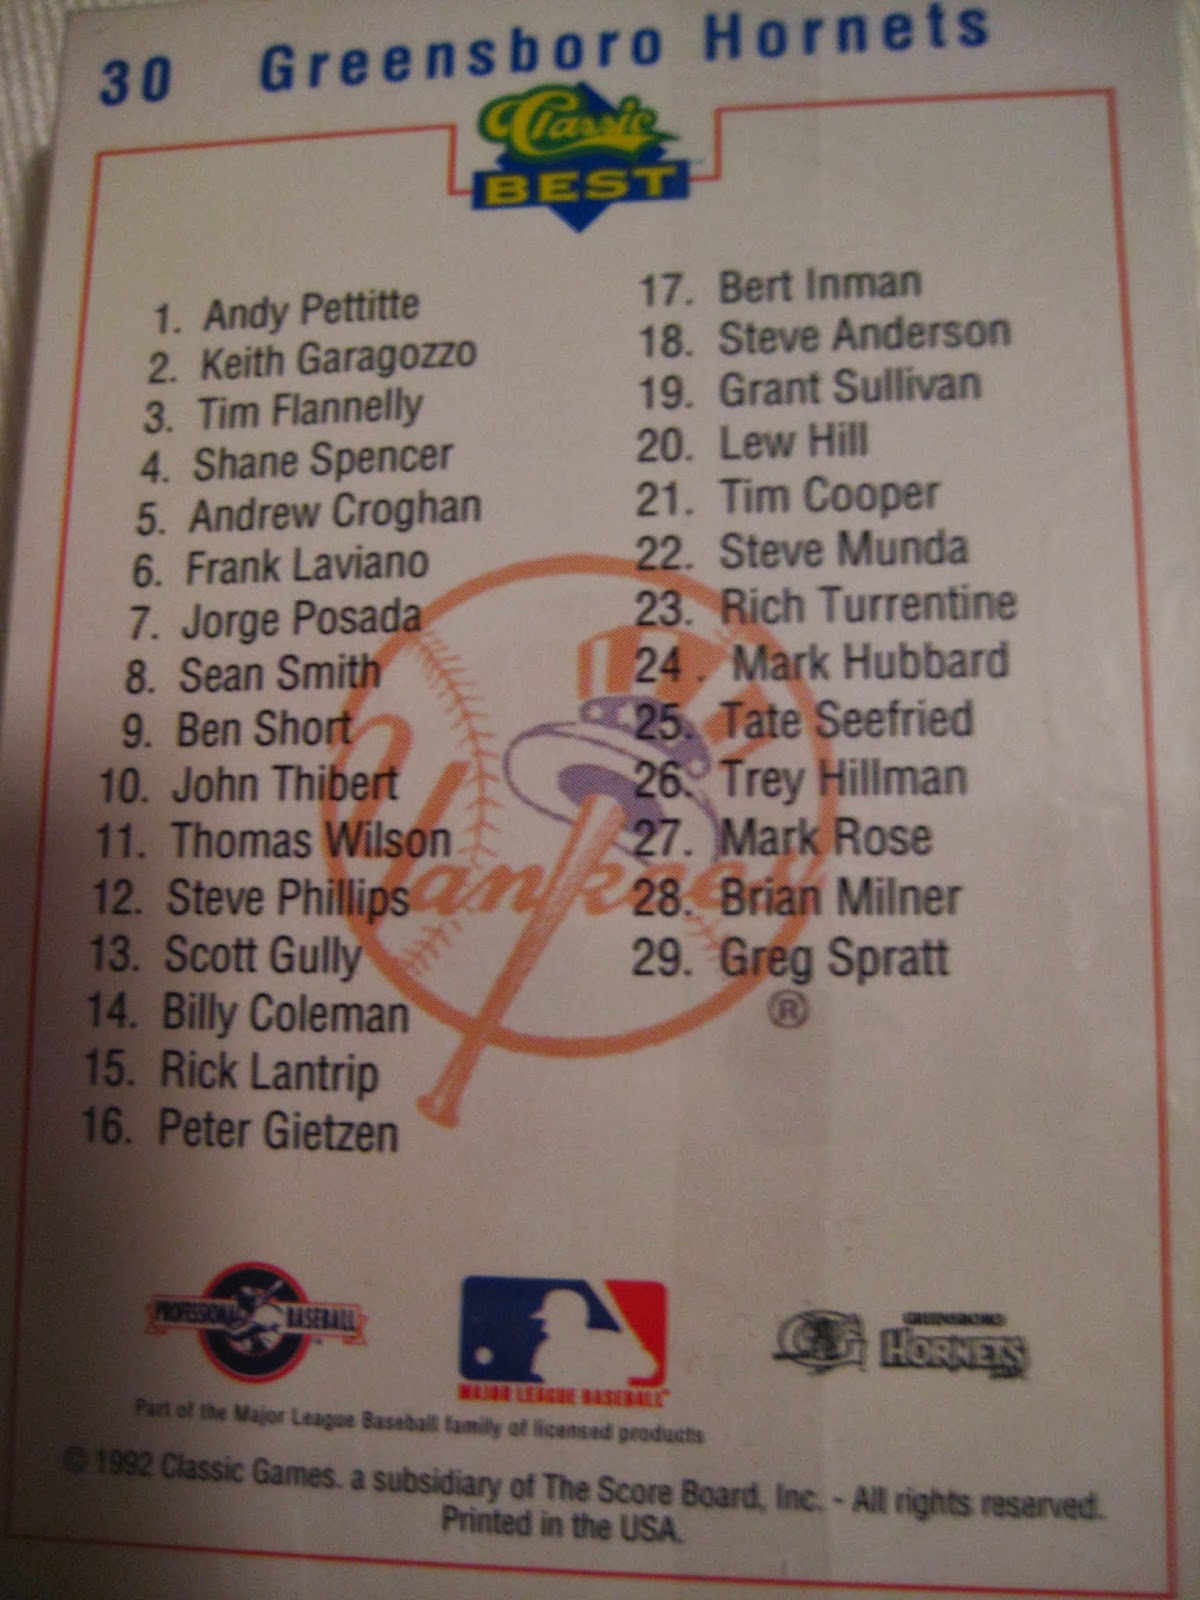 30 Greensboro Hornets
Classic
BEST
1. Andy Pettitte
2. Keith Garagozzo
3. Tim Flannelly
4. Shane Spencer
5. Andrew Croghan
6. Frank Laviano
7. Jorge Posada
8. Sean Smith
9. Ben Short
10. John Thibert
11. Thomas Wilson
12. Steve Phillips
13. Scott Gully
14. Billy Coleman
15. Rick Lantrip
16. Peter Gietzen
17. Bert Inman
18. Steve Anderson
19. Grant Sullivan
20. Lew Hill
21. Tim Cooper
22. Steve Munda
23. Rich Turrentine
24 . Mark Hubbard
25. Tate Seefried
26. Trey Hillman
27. Mark Rose
28. Brian Milner
29. Greg Spratt
Yankees
®
PROFESSIONAL BASEBALL
MAJOR LEAGUE BASEBALL
G GREENSBORO
HORNETS
Part of the Major League Baseball family of licensed products
© 1992 Classic Games. a subsidiary of The Score Board, Inc. - All rights reserved.
Printed in the USA.